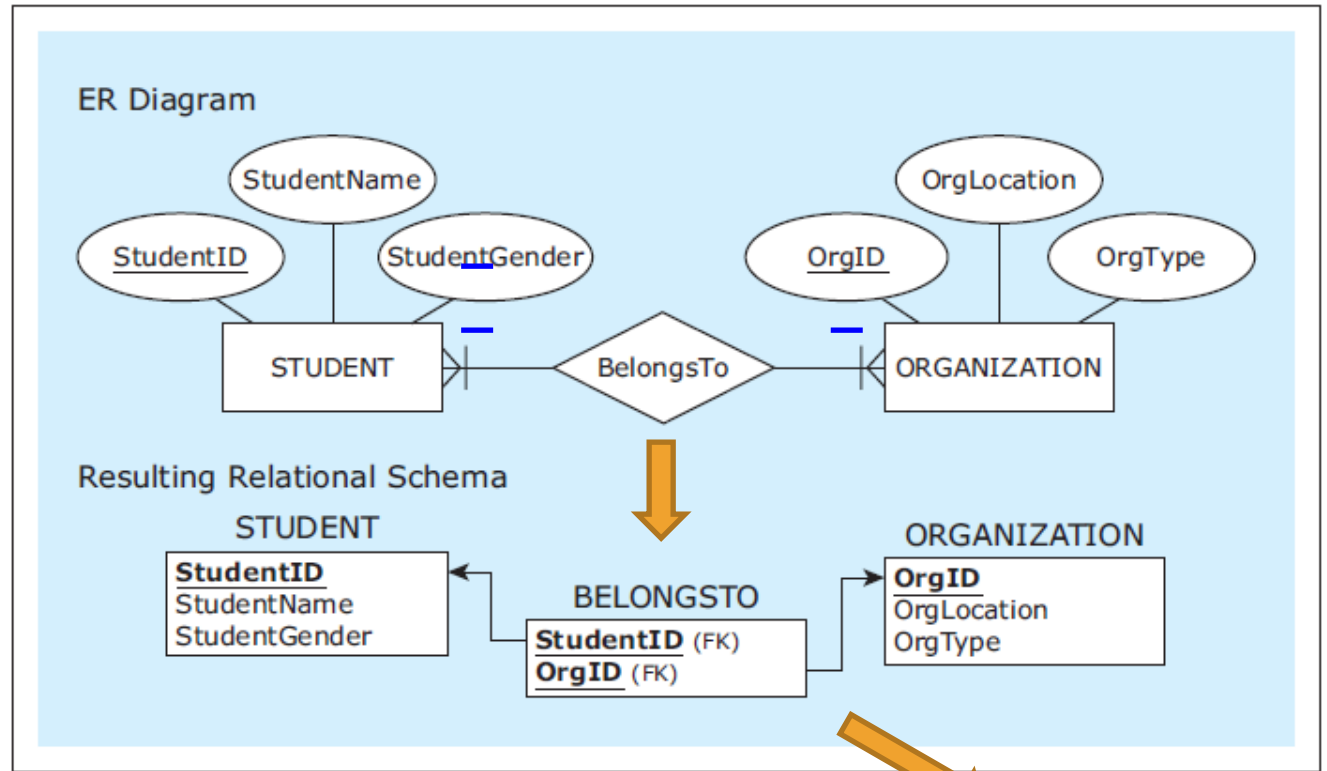 ER Diagram
StudentName
OrgLocation
StudentID
StudentGender
OrgID
OrgType
STUDENT
BelongsTo
ORGANIZATION
Resulting Relational Schema
STUDENT
StudentID
StudentName
StudentGender
BELONGSTO
StudentID (FK)
OrgID (FK)
ORGANIZATION
OrgID
OrgLocation
OrgType